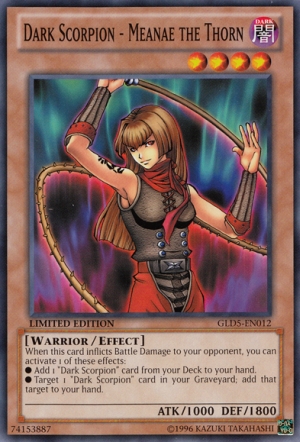 DARK SCORPION - MEANAE THE THORN
DARK
闇
LIMITED EDITION
GLD5-EN012
[WARRIOR / EFFECT]
When this card inflicts Battle Damage to your opponent, you can
activate 1 of these effects:
● Add 1 "Dark Scorpion" card from your Deck to your hand.
● Target 1 "Dark Scorpion" card in your Graveyard; add that
target to your hand.
ATK/1000 DEF/1800
74153887
©1996 KAZUKI TAKAHASHI